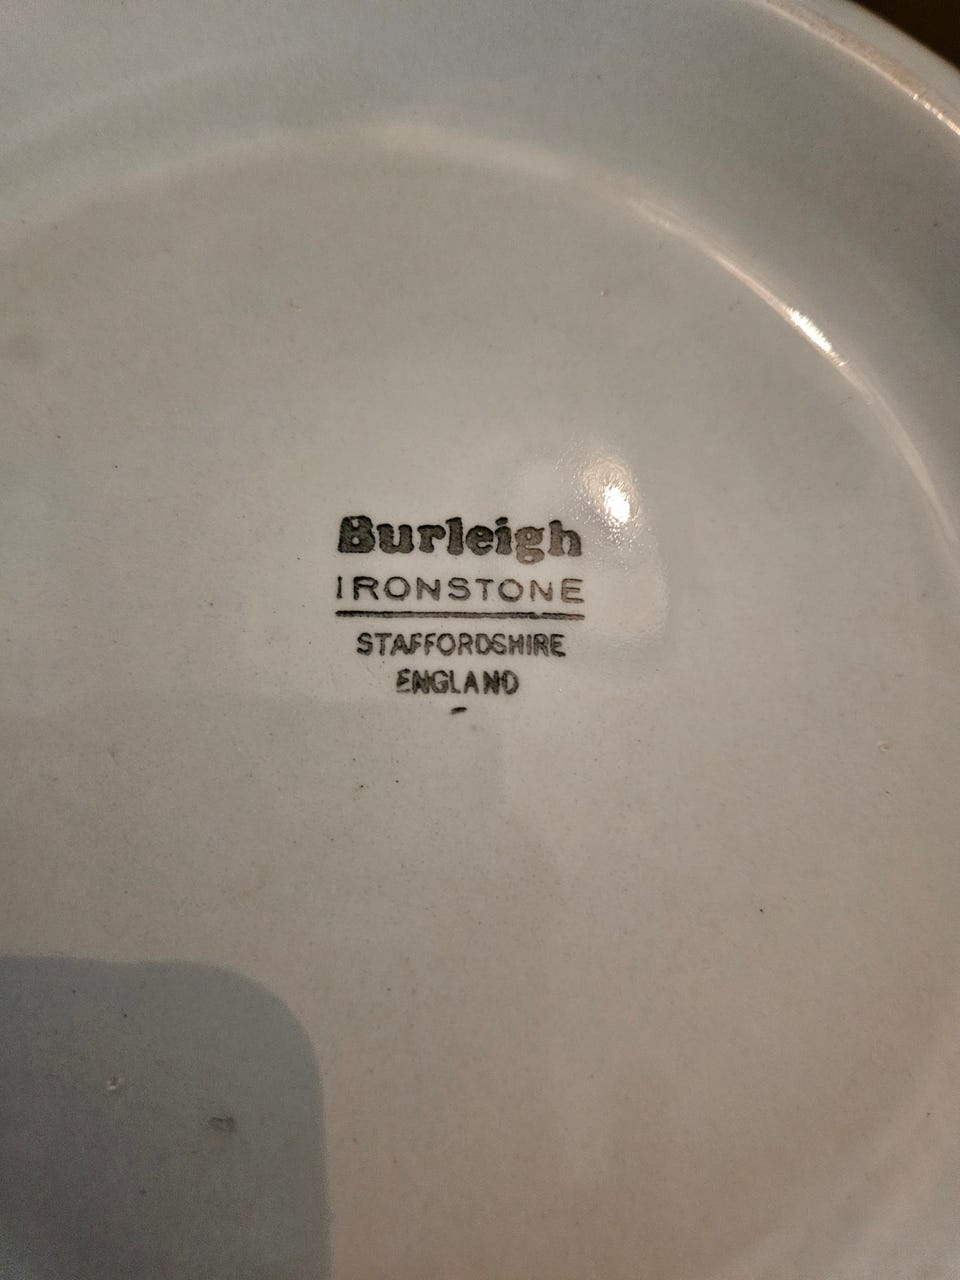 Burleigh
IRONSTONE
STAFFORDSHIRE
ENGLAND